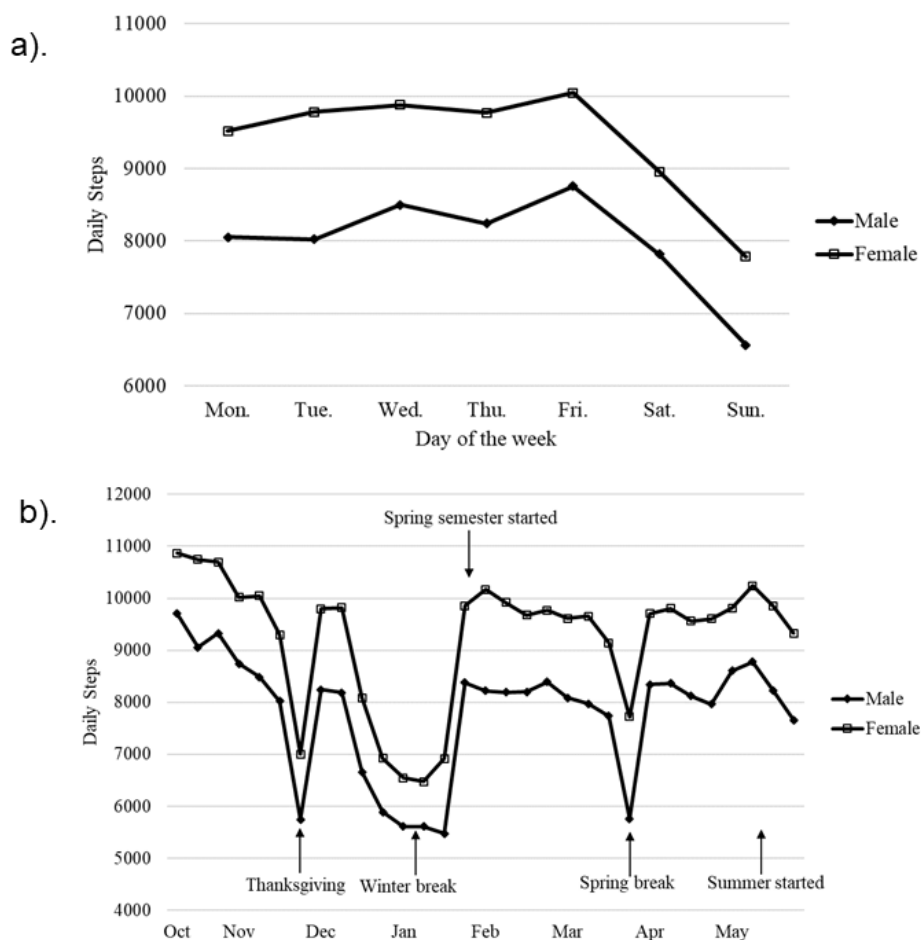 a).
11000
10000
9000
8000
7000
6000
Daily Steps
Mon. Tue. Wed. Thu. Fri. Sat. Sun.
Day of the week
Male
Female
b).
12000
11000
10000
9000
8000
7000
6000
5000
4000
Daily Steps
Spring semester started
Thanksgiving Winter break Spring break Summer started
Oct Nov Dec Jan Feb Mar Apr May
Male
Female